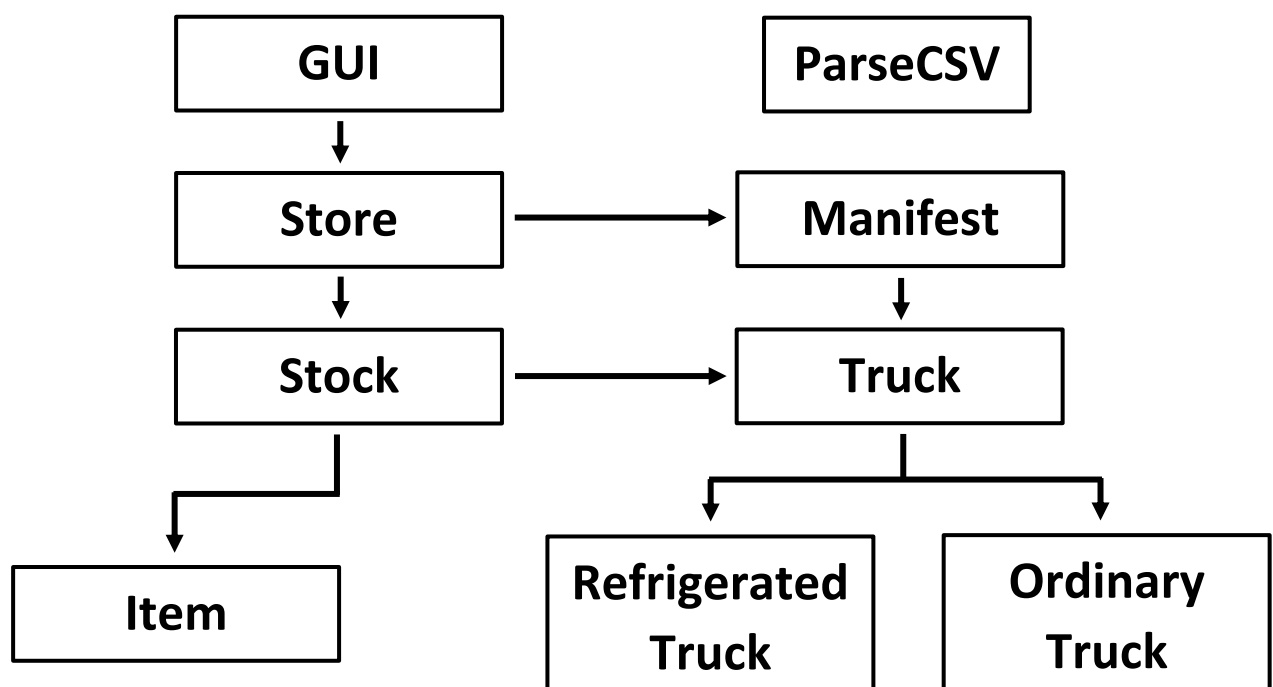 GUI
ParseCSV
Store
Manifest
Stock
Truck
Item
Refrigerated
Truck
Ordinary
Truck